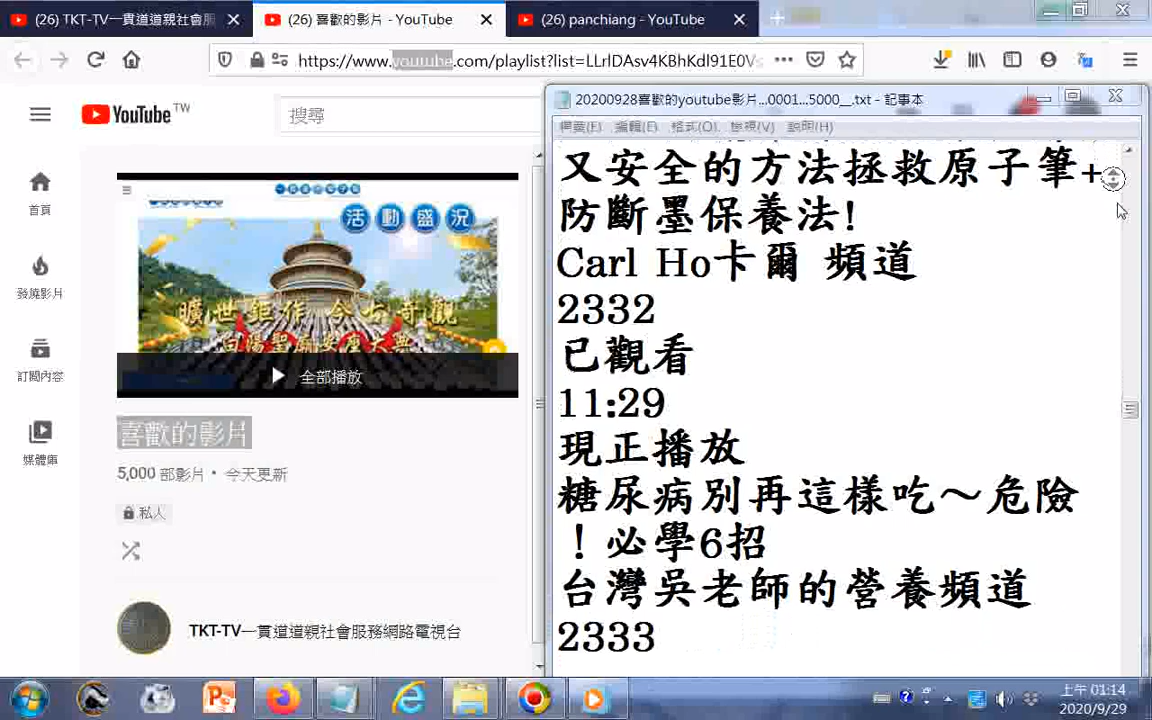 (26) TKT-TV一貫道道親社會服
(26) 喜歡的影片 - YouTube
(26) panchiang - YouTube
https://www.youtube.com/playlist?list=LLrlDAsv4KBhKdl91E0Vs
YouTube TW
搜尋
首頁
發燒影片
訂閱內容
媒體庫
活動盛況
曠世鉅作 今古奇觀
全部播放
喜歡的影片
5,000 部影片 • 今天更新
私人
TKT-TV一貫道道親社會服務網路電視台
20200928喜歡的youtube影片...0001...5000__.txt - 記事本
檔案(F) 編輯(E) 格式(O) 檢視(V) 說明(H)
又安全的方法拯救原子筆+
防斷墨保養法!
Carl Ho卡爾 頻道
2332
已觀看
11:29
現正播放
糖尿病別再這樣吃～危險
！必學6招
台灣吳老師的營養頻道
2333
上午 01:14
2020/9/29